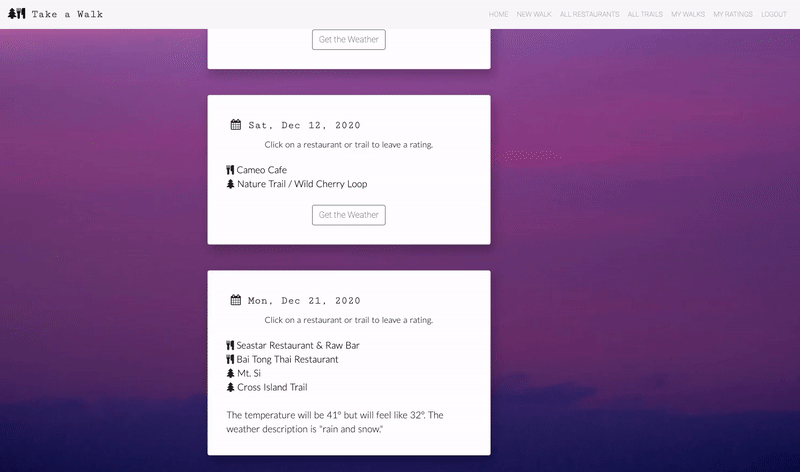 Take a Walk
HOME NEW WALK ALL RESTAURANTS ALL TRAILS MY WALKS MY RATINGS LOGOUT
Get the Weather
Sat, Dec 12, 2020
Click on a restaurant or trail to leave a rating.
Cameo Cafe
Nature Trail / Wild Cherry Loop
Get the Weather
Mon, Dec 21, 2020
Click on a restaurant or trail to leave a rating.
Seastar Restaurant & Raw Bar
Bai Tong Thai Restaurant
Mt. Si
Cross Island Trail
The temperature will be 41° but will feel like 32°. The
weather description is "rain and snow."